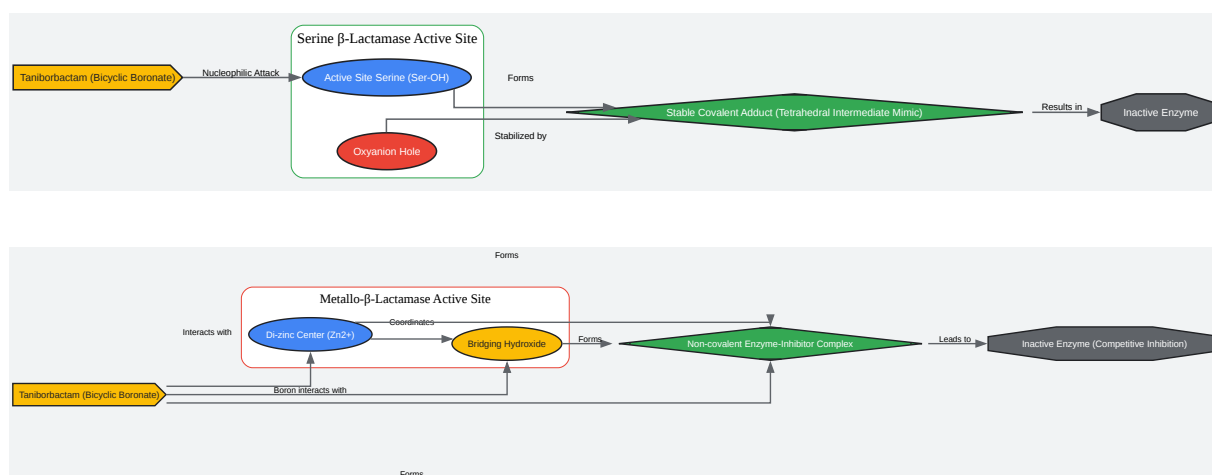 Serine β-Lactamase Active Site
Taniborbactam (Bicyclic Boronate)
Nucleophilic Attack
Active Site Serine (Ser-OH)
Forms
Stable Covalent Adduct (Tetrahedral Intermediate Mimic)
Results in
Inactive Enzyme
Stabilized by
Oxyanion Hole
Forms
Metallo-β-Lactamase Active Site
Interacts with
Di-zinc Center (Zn2+)
Coordinates
Bridging Hydroxide
Forms
Non-covalent Enzyme-Inhibitor Complex
Leads to
Inactive Enzyme (Competitive Inhibition)
Taniborbactam (Bicyclic Boronate)
Boron interacts with
Forms